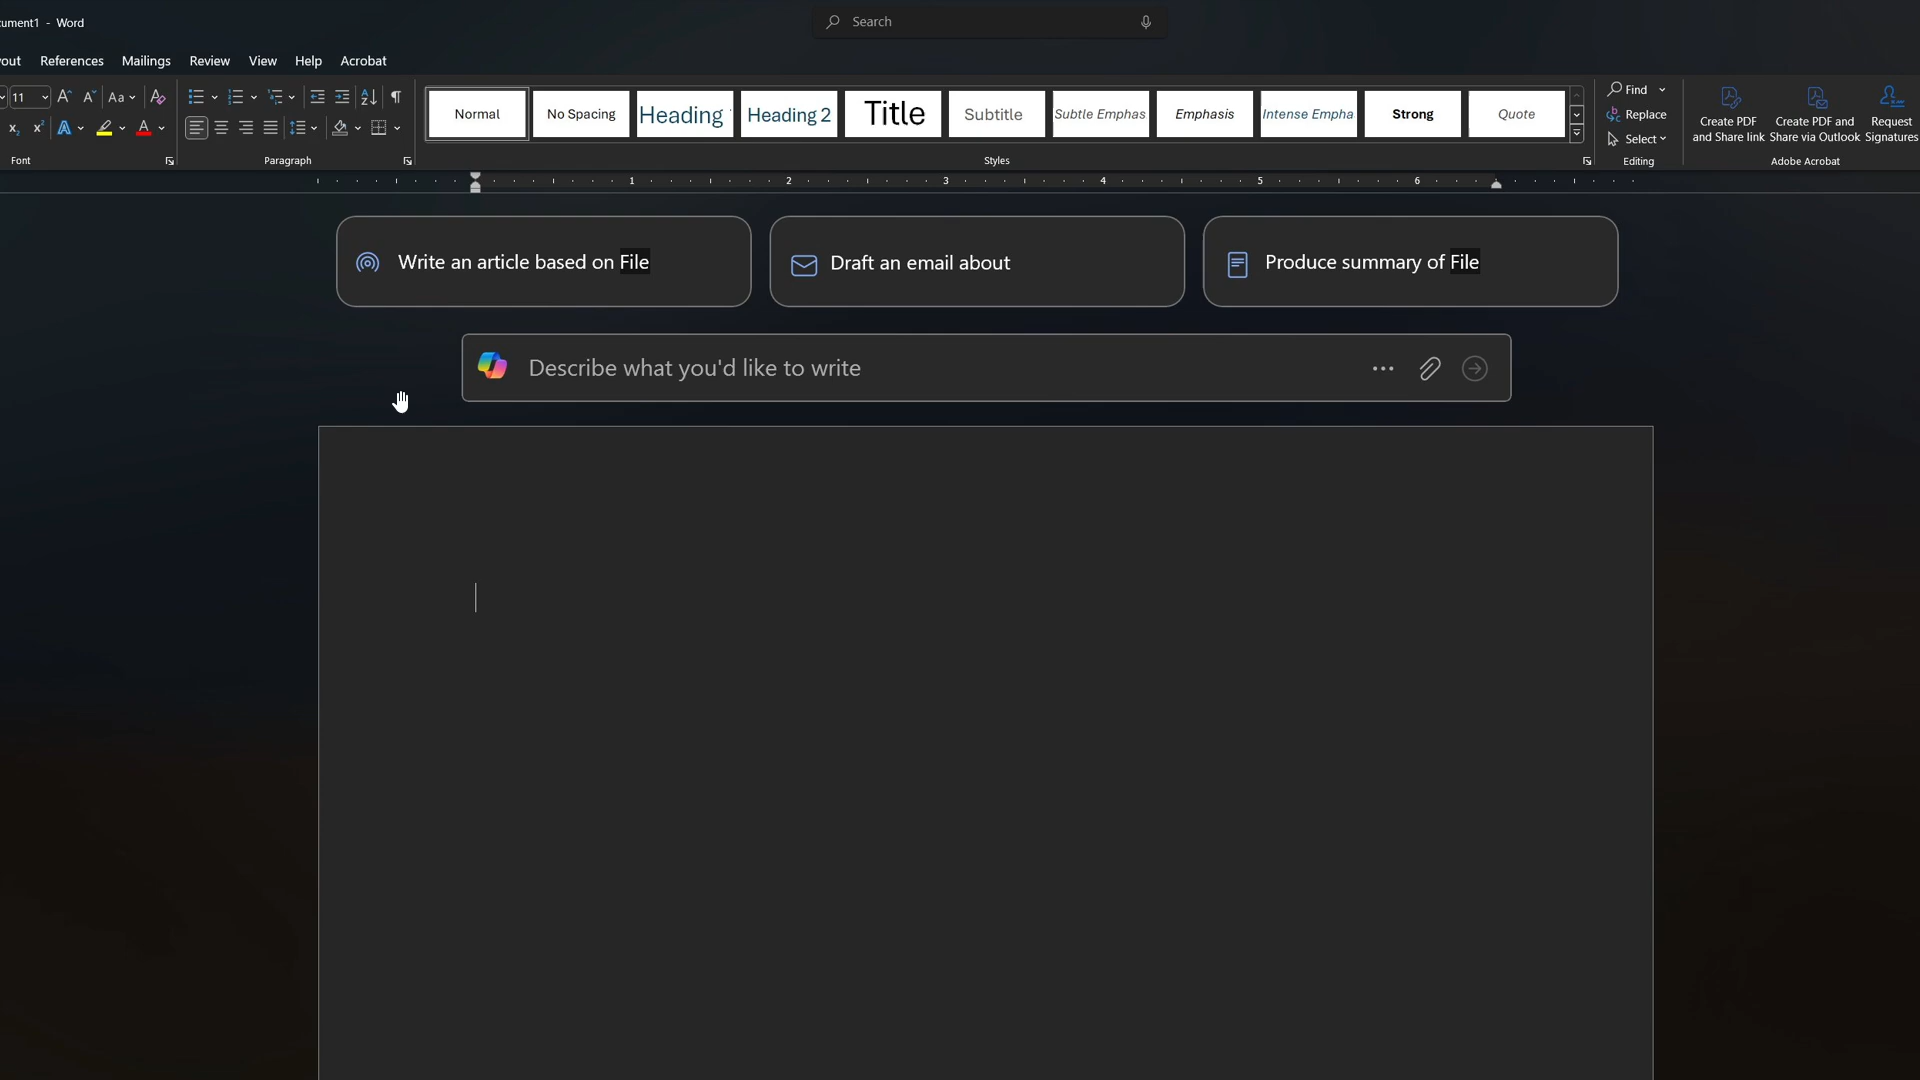 cument1 - Word
Search
out References Mailings Review View Help Acrobat
11 Aa
Normal No Spacing Heading Heading 2 Title Subtitle Subtle Emphas Emphasis Intense Empha Strong Quote
Find
Replace
Select
Create PDF and Share link
Create PDF and Share via Outlook
Request Signatures
Font Paragraph Styles Editing Adobe Acrobat
1 2 3 4 5 6
Write an article based on File
Draft an email about
Produce summary of File
Describe what you'd like to write